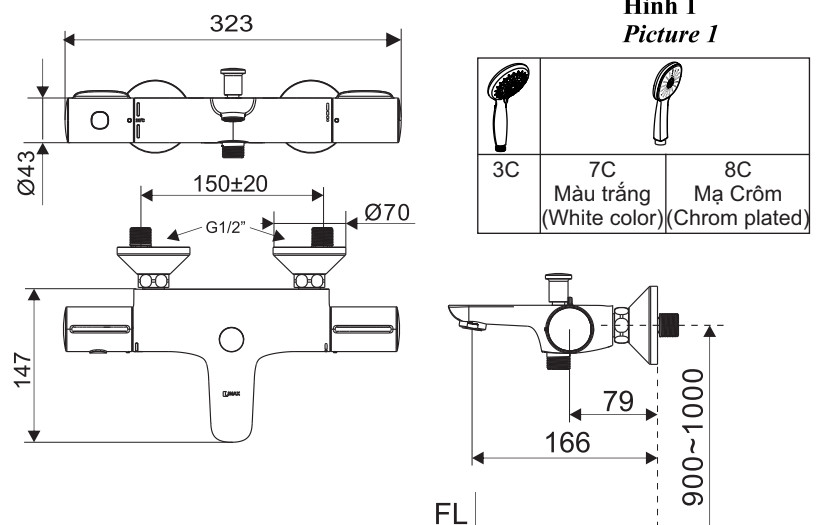 Hình 1
Picture 1
323
Ø43
150±20
Ø70
G1/2”
147
INAX
3C
7C
Màu trắng
(White color)
8C
Mạ Crôm
(Chrom plated)
79
166
900~1000
FL